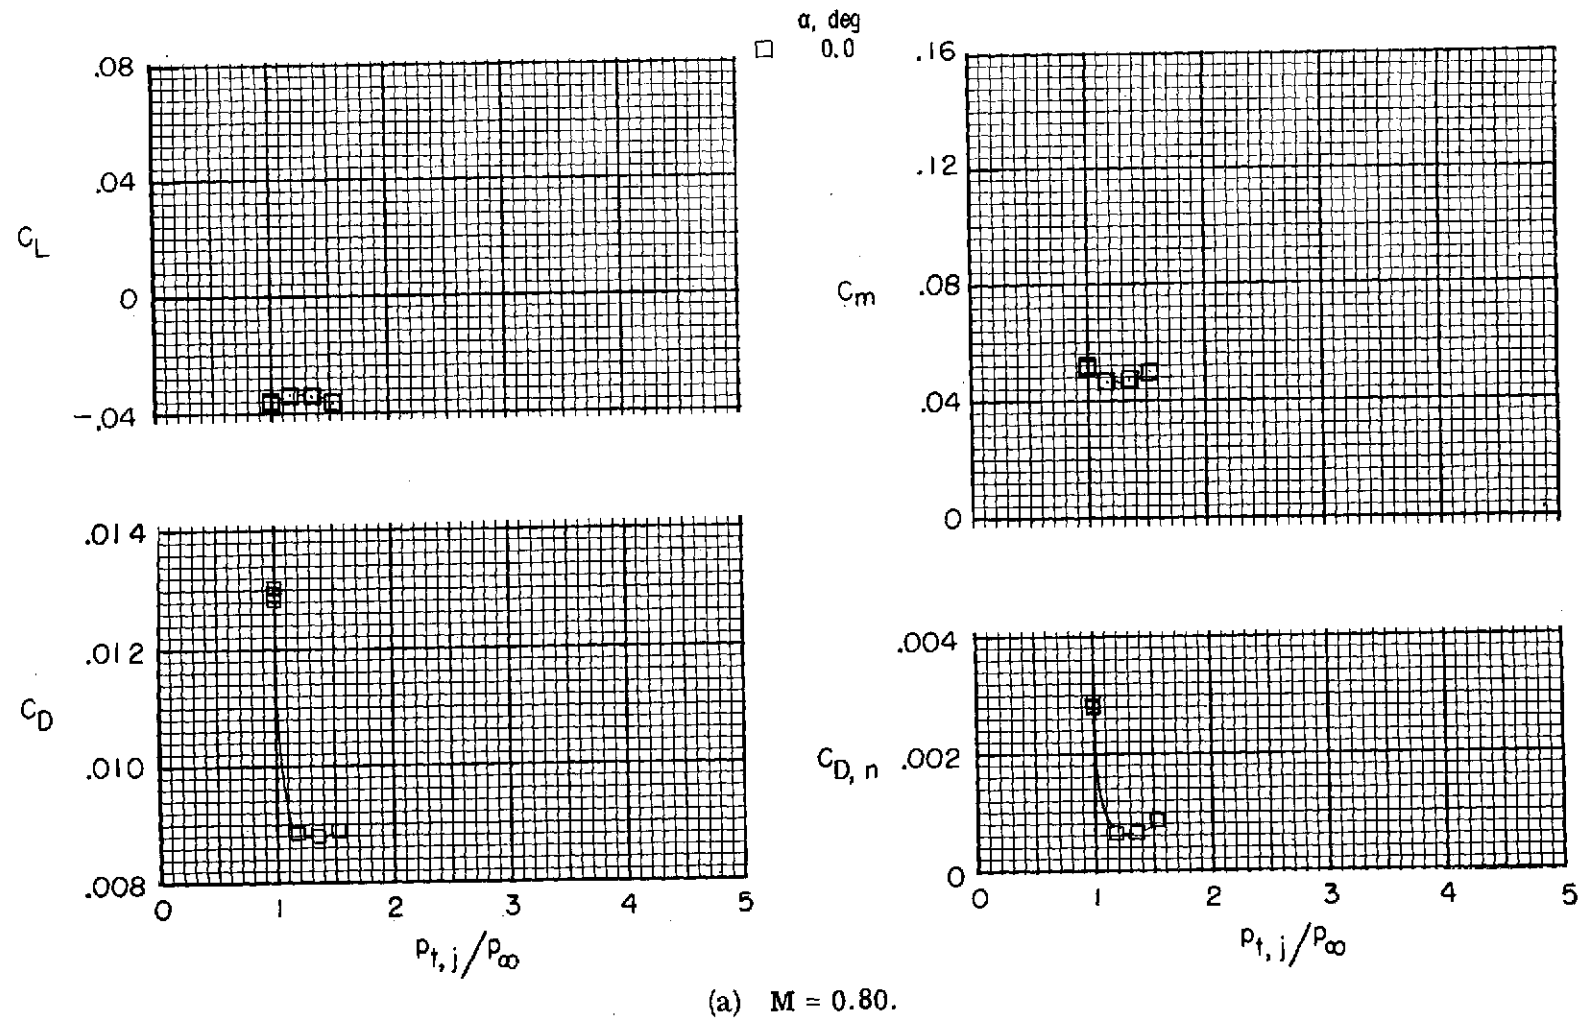 α, deg
□ 0.0
.08
.04
0
-.04
C_L
.16
.12
.08
.04
0
C_m
.014
.012
.010
.008
C_D
0 1 2 3 4 5
p_t,j/p_∞
.004
.002
0
C_D, n
0 1 2 3 4 5
p_t,j/p_∞
(a) M = 0.80.